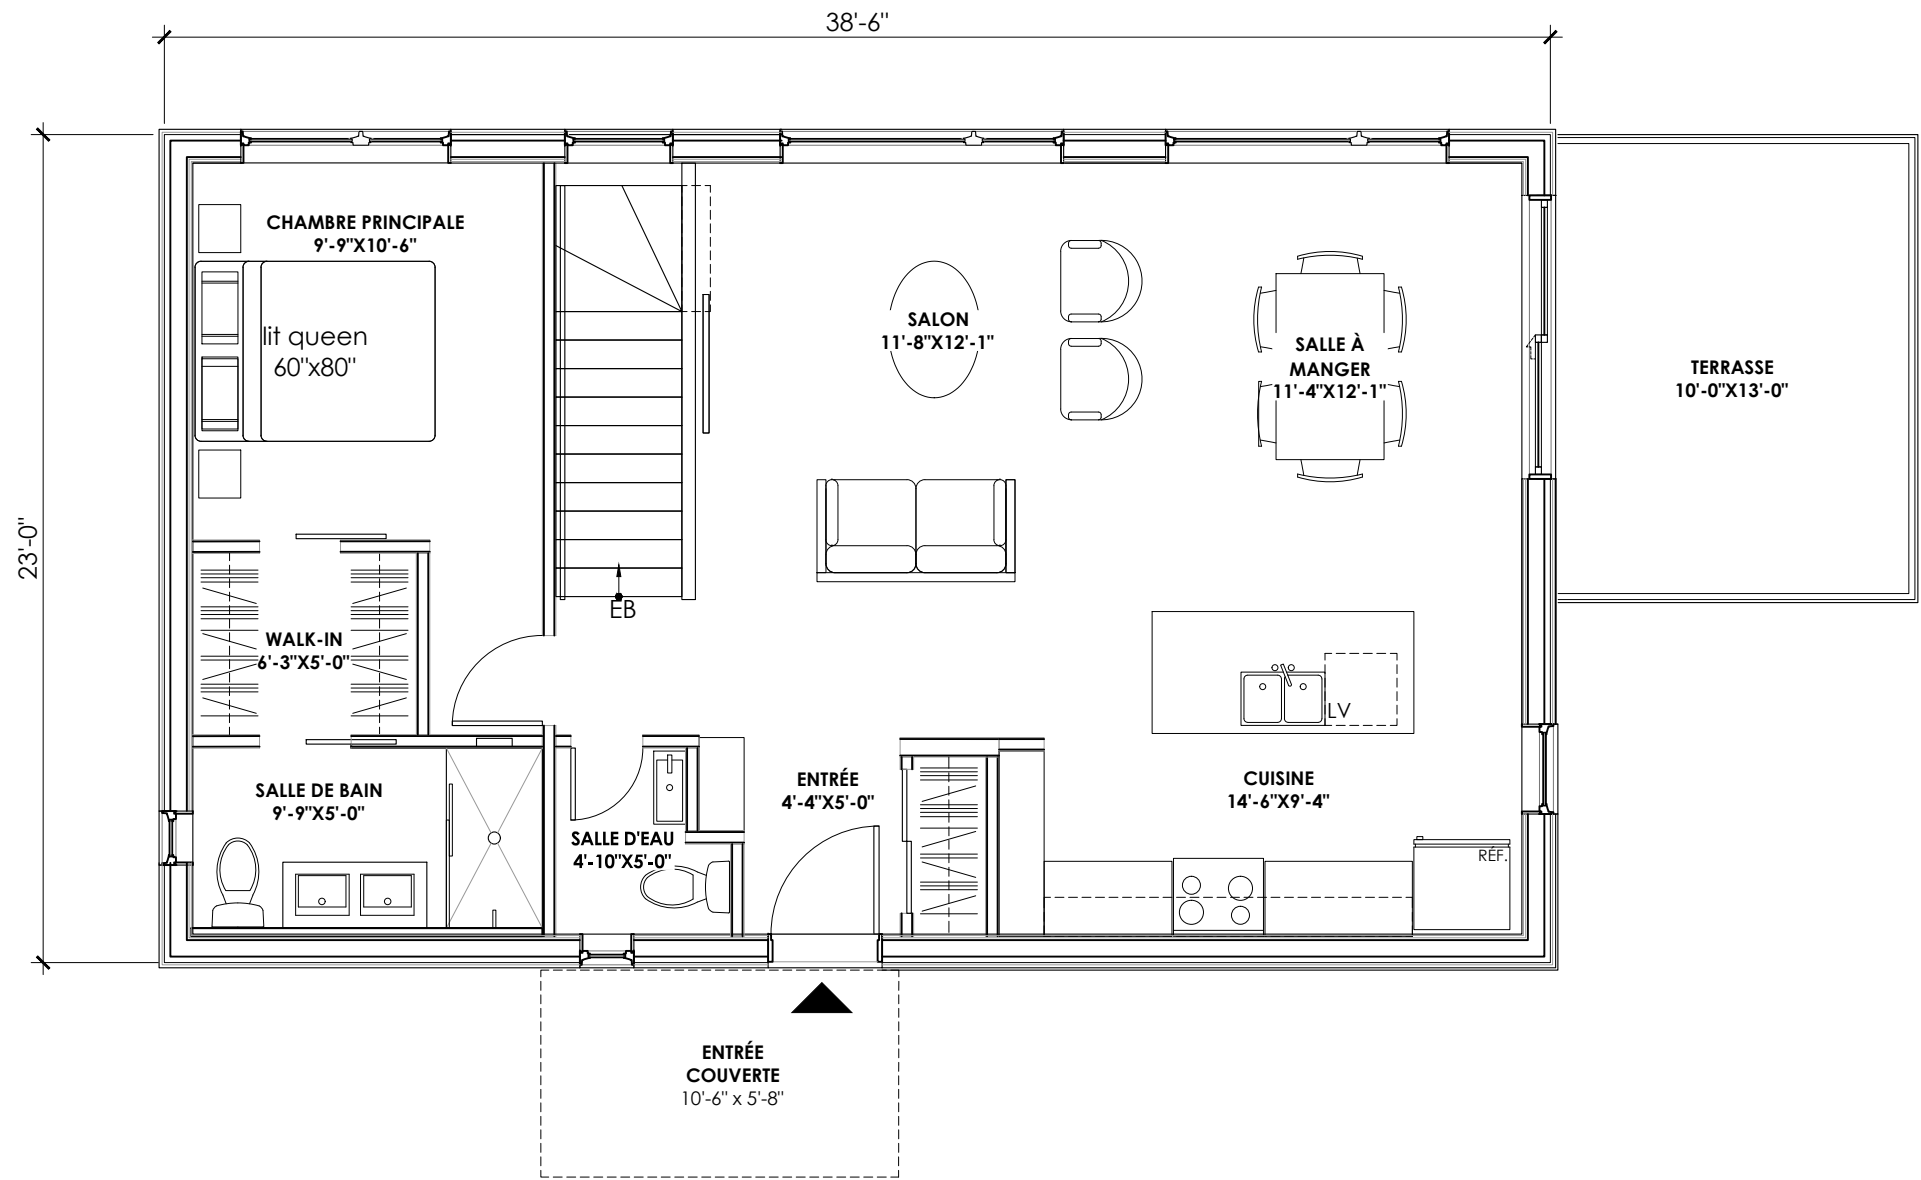 38'-6"
23'-0"
CHAMBRE PRINCIPALE
9'-9"X10'-6"
lit queen
60"x80"
SALON
11'-8"X12'-1"
SALLE À
MANGER
11'-4"X12'-1"
TERRASSE
10'-0"X13'-0"
EB
WALK-IN
6'-3"X5'-0"
LV
SALLE DE BAIN
9'-9"X5'-0"
SALLE D'EAU
4'-10"X5'-0"
ENTRÉE
4'-4"X5'-0"
CUISINE
14'-6"X9'-4"
RÉF.
ENTRÉE
COUVERTE
10'-6" x 5'-8"